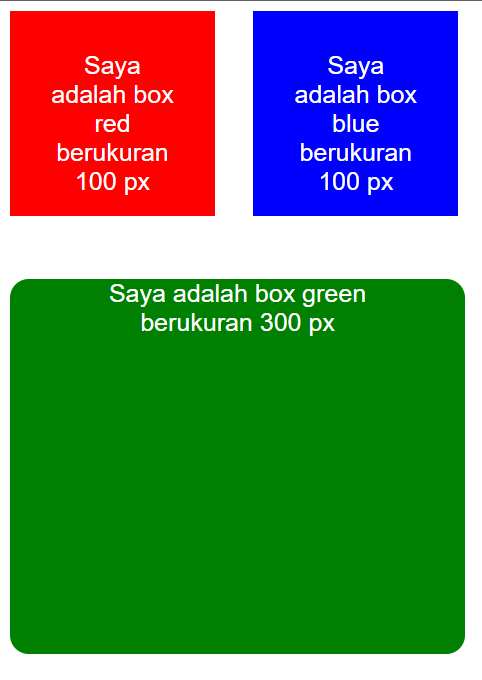 Saya
adalah box
red
berukuran
100 px
Saya
adalah box
blue
berukuran
100 px
Saya adalah box green
berukuran 300 px